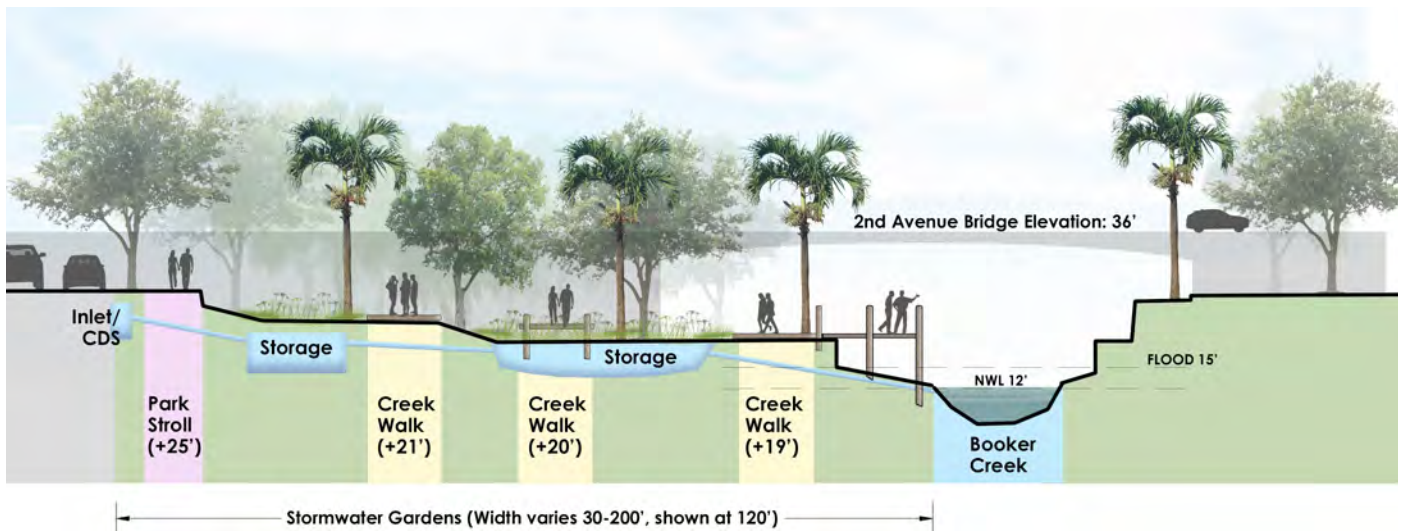 2nd Avenue Bridge Elevation: 36’
Inlet/
CDS
Storage
Storage
FLOOD 15’
NWL 12’
Park
Stroll
(+25’)
Creek
Walk
(+21’)
Creek
Walk
(+20’)
Creek
Walk
(+19’)
Booker
Creek
Stormwater Gardens (Width varies 30-200’, shown at 120’)